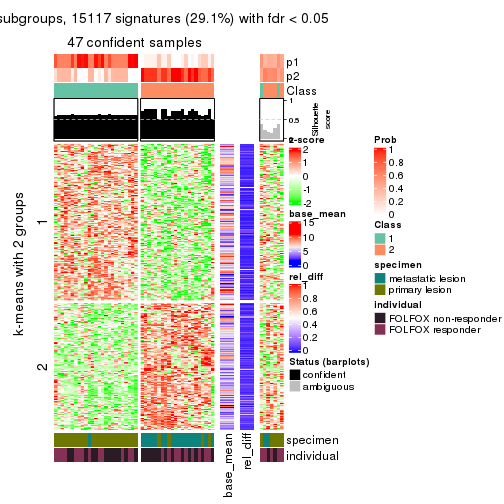 subgroups, 15117 signatures (29.1%) with fdr < 0.05
47 confident samples
p1
p2
Class
1
0.5
0
Silhouette
score
k-means with 2 groups
1
2
z-score
2
1
0
-1
-2
base_mean
15
10
5
0
rel_diff
1
0.8
0.6
0.4
0.2
0
Status (barplots)
confident
ambiguous
Prob
1
0.8
0.6
0.4
0.2
0
Class
1
2
specimen
metastatic lesion
primary lesion
individual
FOLFOX non-responder
FOLFOX responder
specimen
individual
base_mean
rel_diff